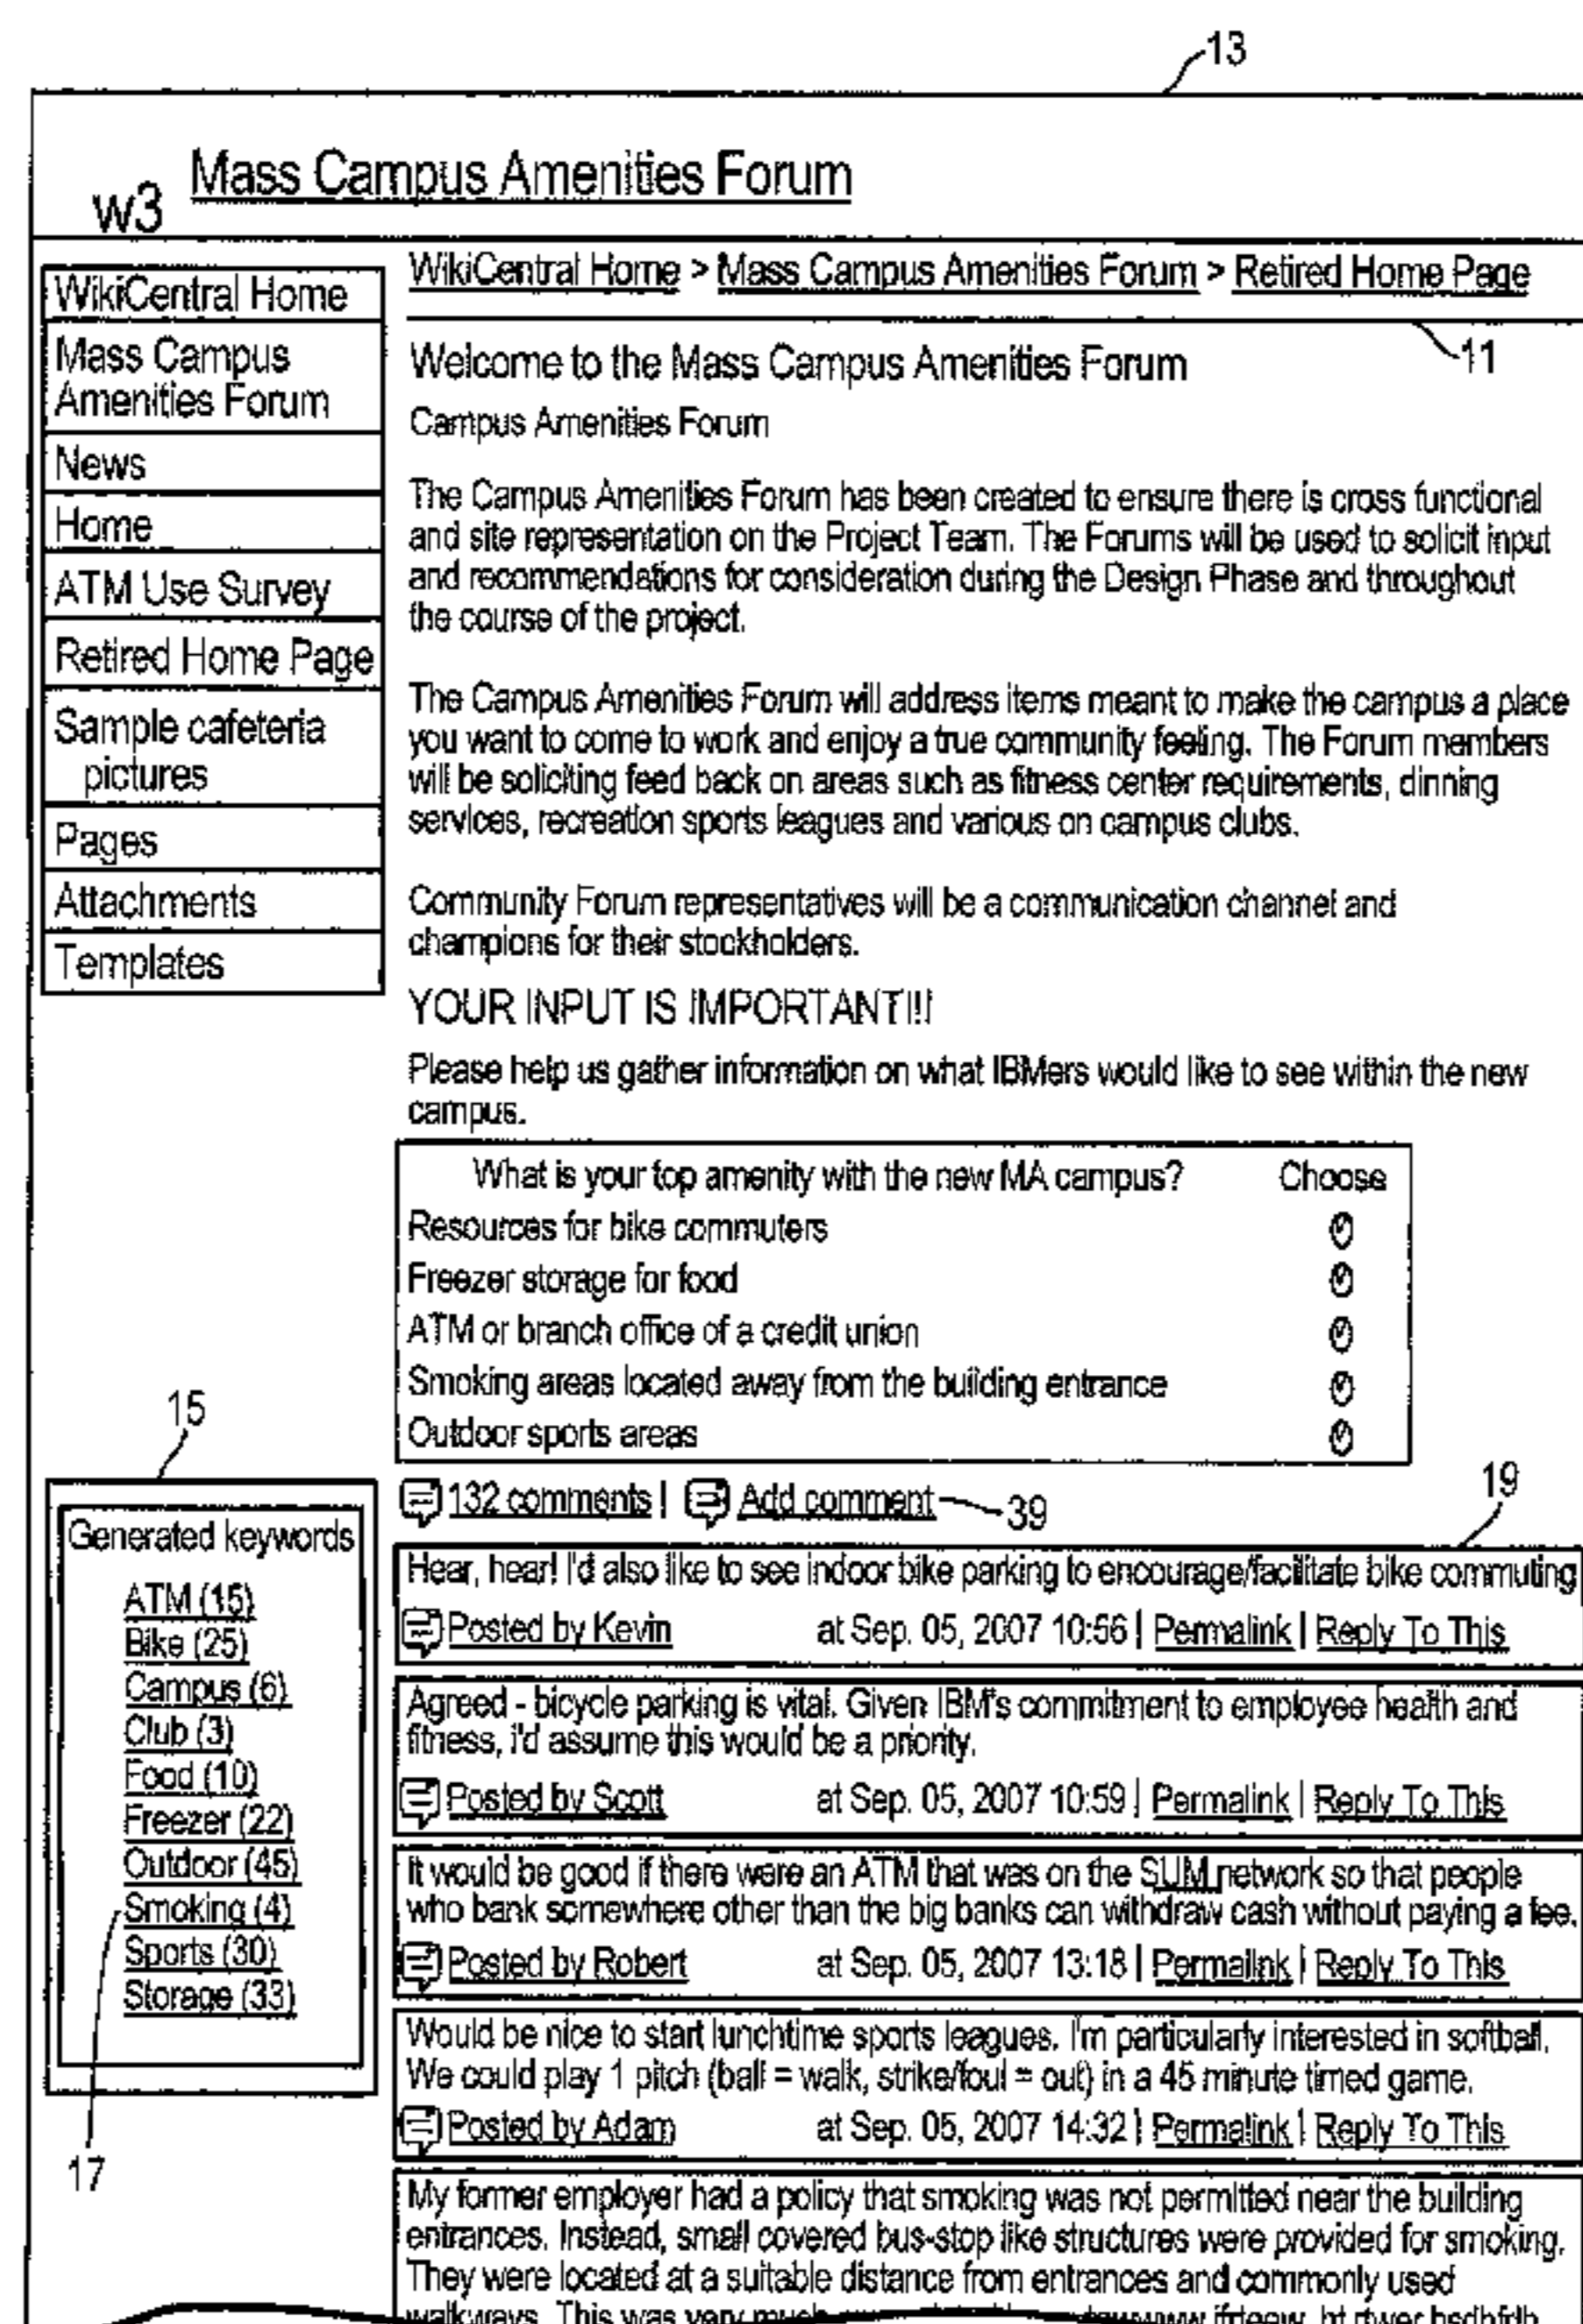 13
Mass Campus Amenities Forum
w3
WikiCentral Home > Mass Campus Amenities Forum > Retired Home Page
11
WikiCentral Home
Mass Campus
Amenities Forum
News
Home
ATM Use Survey
Retired Home Page
Sample cafeteria
pictures
Pages
Attachments
Templates
Welcome to the Mass Campus Amenities Forum
Campus Amenities Forum
The Campus Amenities Forum has been created to ensure there is cross functional
and site representation on the Project Team. The Forums will be used to solicit input
and recommendations for consideration during the Design Phase and throughout
the course of the project.
The Campus Amenities Forum will address items meant to make the campus a place
you want to come to work and enjoy a true community feeling. The Forum members
will be soliciting feed back on areas such as fitness center requirements, dinning
services, recreation sports leagues and various on campus clubs.
Community Forum representatives will be a communication channel and
champions for their stockholders.
YOUR INPUT IS IMPORTANT!!!
Please help us gather information on what IBMers would like to see within the new
campus.
What is your top amenity with the new MA campus? Choose
Resources for bike commuters
Freezer storage for food
ATM or branch office of a credit union
Smoking areas located away from the building entrance
Outdoor sports areas
15
Generated keywords
ATM (15)
Bike (25)
Campus (6)
Club (3)
Food (10)
Freezer (22)
Outdoor (45)
Smoking (4)
Sports (30)
Storage (33)
17
132 comments | Add comment 39
19
Hear, hear! I'd also like to see indoor bike parking to encourage/facilitate bike commuting
Posted by Kevin at Sep. 05, 2007 10:56 | Permalink | Reply To This
Agreed - bicycle parking is vital. Given IBM's commitment to employee health and
fitness, i'd assume this would be a priority.
Posted by Scott at Sep. 05, 2007 10:59 | Permalink | Reply To This
It would be good if there were an ATM that was on the SUM network so that people
who bank somewhere other than the big banks can withdraw cash without paying a fee.
Posted by Robert at Sep. 05, 2007 13:18 | Permalink | Reply To This
Would be nice to start lunchtime sports leagues. I'm particularly interested in softball.
We could play 1 pitch (ball = walk, strike/foul = out) in a 45 minute timed game.
Posted by Adam at Sep. 05, 2007 14:32 | Permalink | Reply To This
My former employer had a policy that smoking was not permitted near the building
entrances. Instead, small covered bus-stop like structures were provided for smoking.
They were located at a suitable distance from entrances and commonly used
walkways. This was very much